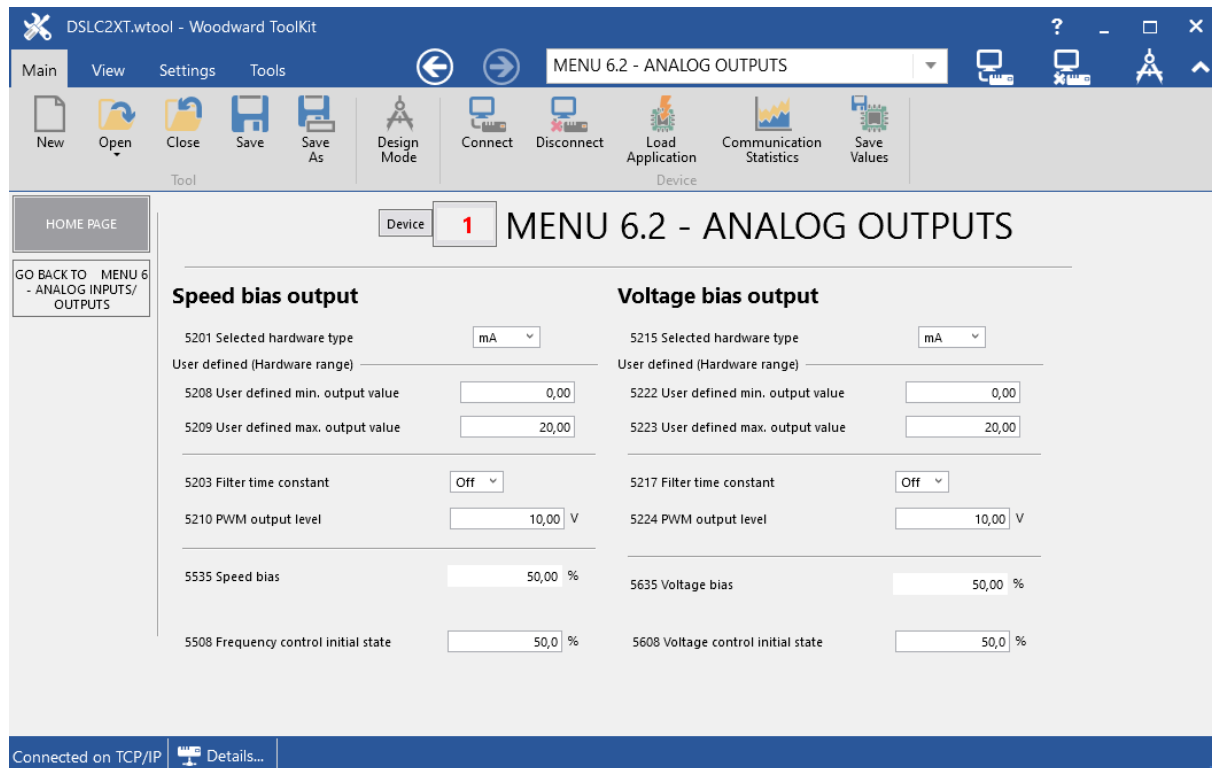 DSLC2XT.wtool - Woodward ToolKit
?
Main View Settings Tools
MENU 6.2 - ANALOG OUTPUTS
New
Open
Close
Save
Save As
Design Mode
Connect
Disconnect
Load Application
Communication Statistics
Save Values
Tool
Device
HOME PAGE
GO BACK TO MENU 6
- ANALOG INPUTS/
OUTPUTS
Device 1 MENU 6.2 - ANALOG OUTPUTS
Speed bias output
5201 Selected hardware type mA
User defined (Hardware range)
5208 User defined min. output value 0,00
5209 User defined max. output value 20,00
5203 Filter time constant Off
5210 PWM output level 10,00 V
5535 Speed bias 50,00 %
5508 Frequency control initial state 50,0 %
Voltage bias output
5215 Selected hardware type mA
User defined (Hardware range)
5222 User defined min. output value 0,00
5223 User defined max. output value 20,00
5217 Filter time constant Off
5224 PWM output level 10,00 V
5635 Voltage bias 50,00 %
5608 Voltage control initial state 50,0 %
Connected on TCP/IP Details...